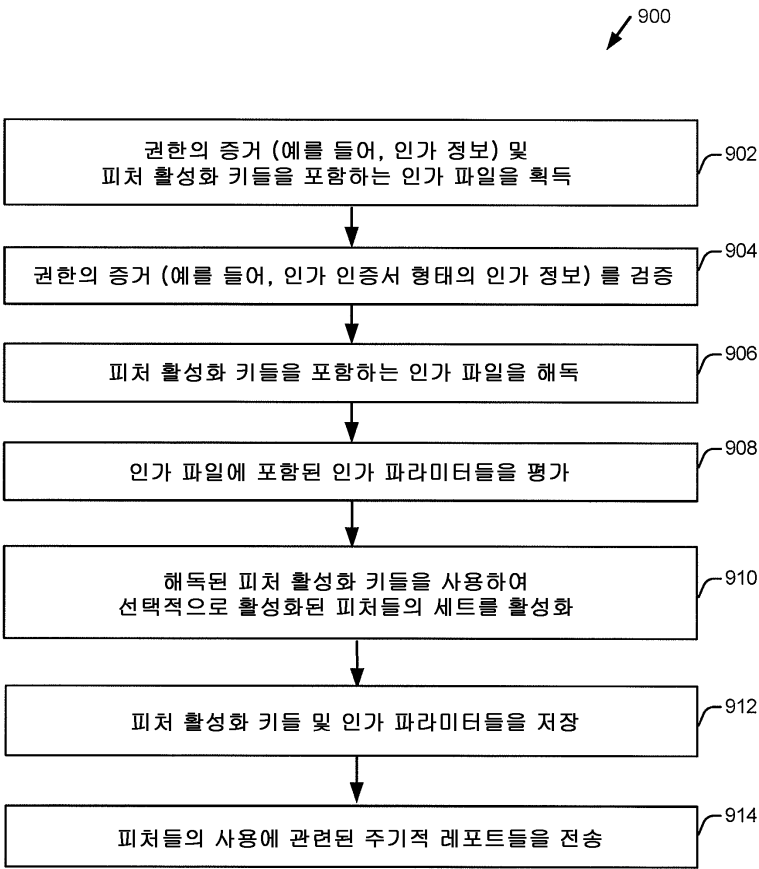 900
권한의 증거 (예를 들어, 인가 정보) 및
피처 활성화 키들을 포함하는 인가 파일을 획득
902
권한의 증거 (예를 들어, 인가 인증서 형태의 인가 정보) 를 검증
904
피처 활성화 키들을 포함하는 인가 파일을 해독
906
인가 파일에 포함된 인가 파라미터들을 평가
908
해독된 피처 활성화 키들을 사용하여
선택적으로 활성화된 피처들의 세트를 활성화
910
피처 활성화 키들 및 인가 파라미터들을 저장
912
피처들의 사용에 관련된 주기적 레포트들을 전송
914